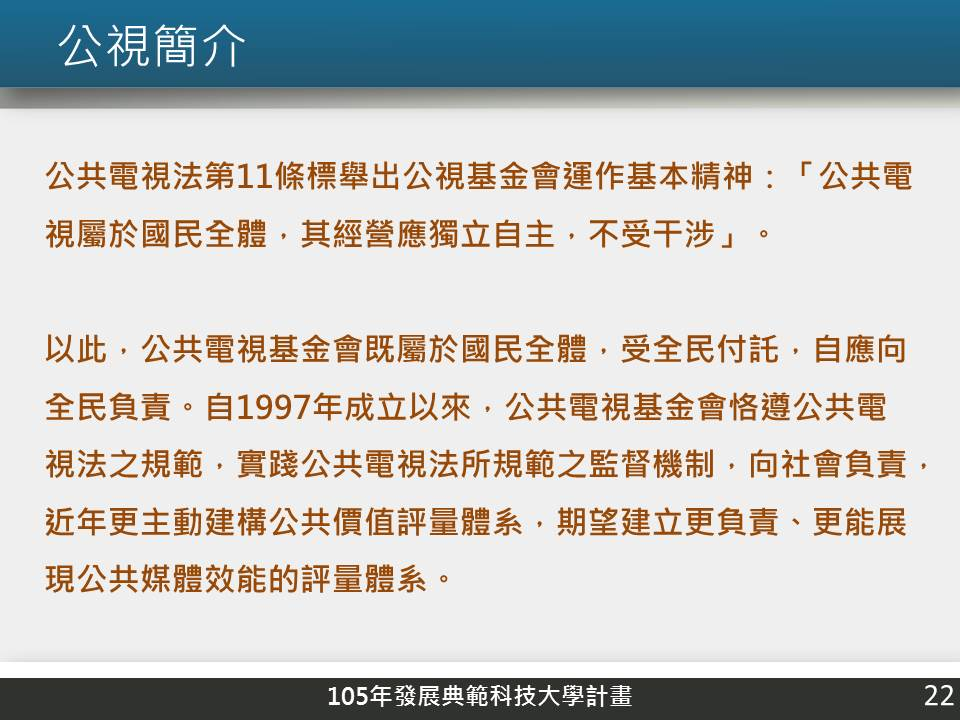 公視簡介
公共電視法第11條標舉出公視基金會運作基本精神：「公共電
視屬於國民全體，其經營應獨立自主，不受干涉」。
以此，公共電視基金會既屬於國民全體，受全民付託，自應向
全民負責。自1997年成立以來，公共電視基金會恪遵公共電
視法之規範，實踐公共電視法所規範之監督機制，向社會負責，
近年更主動建構公共價值評量體系，期望建立更負責、更能展
現公共媒體效能的評量體系。
105年發展典範科技大學計畫
22